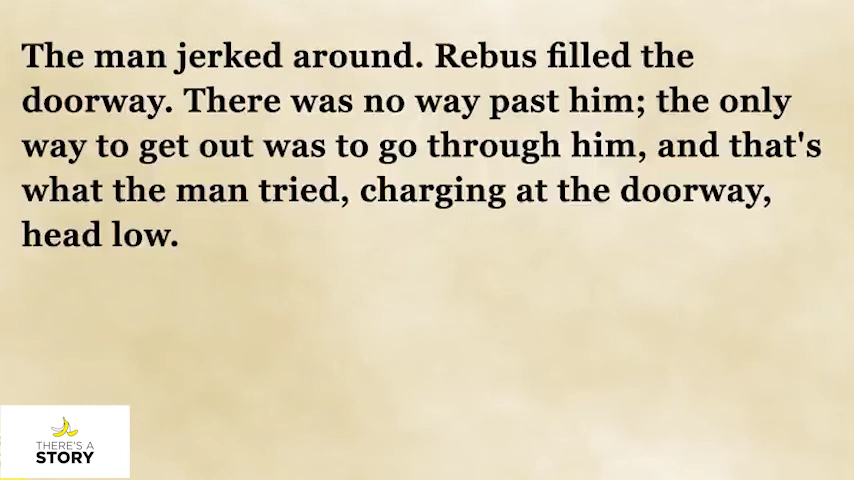 The man jerked around. Rebus filled the
doorway. There was no way past him; the only
way to get out was to go through him, and that's
what the man tried, charging at the doorway,
head low.
THERE'S A
STORY